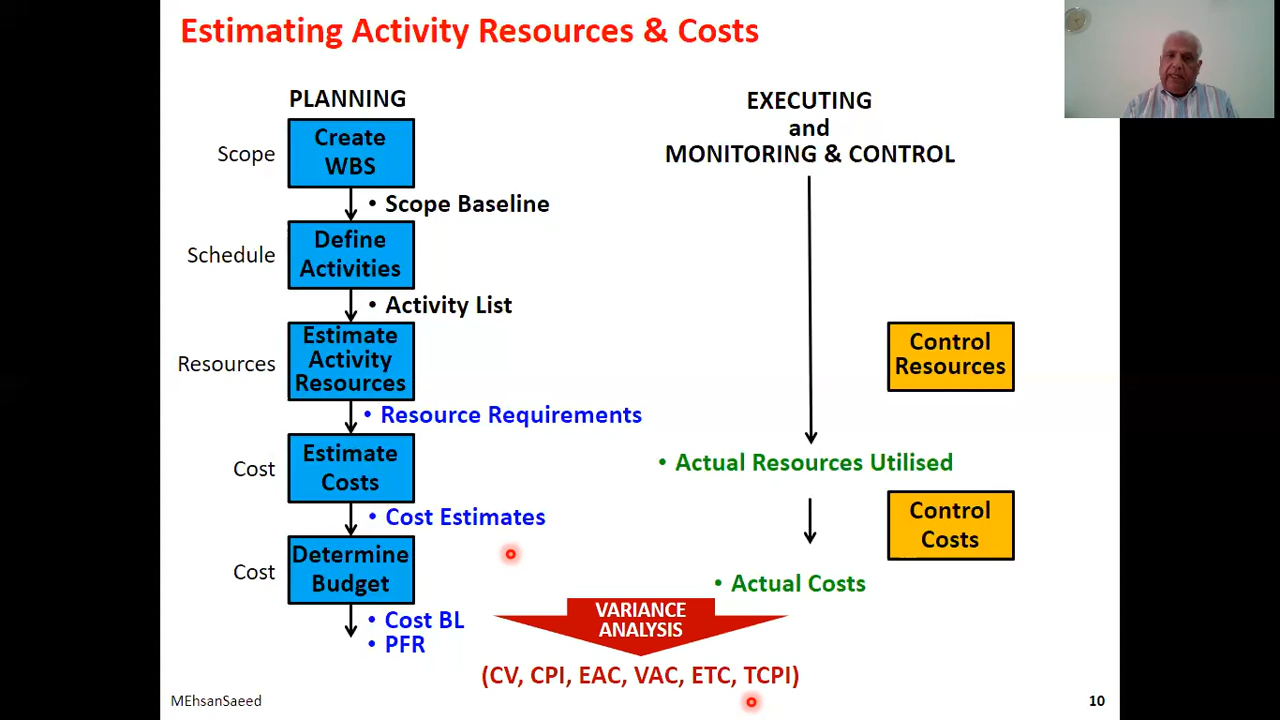 Estimating Activity Resources & Costs
PLANNING
Scope
Create
WBS
• Scope Baseline
Schedule
Define
Activities
• Activity List
Resources
Estimate
Activity
Resources
• Resource Requirements
Cost
Estimate
Costs
• Cost Estimates
Cost
Determine
Budget
• Cost BL
• PFR
EXECUTING
and
MONITORING & CONTROL
Control
Resources
• Actual Resources Utilised
Control
Costs
• Actual Costs
VARIANCE
ANALYSIS
(CV, CPI, EAC, VAC, ETC, TCPI)
MEhsanSaeed
10